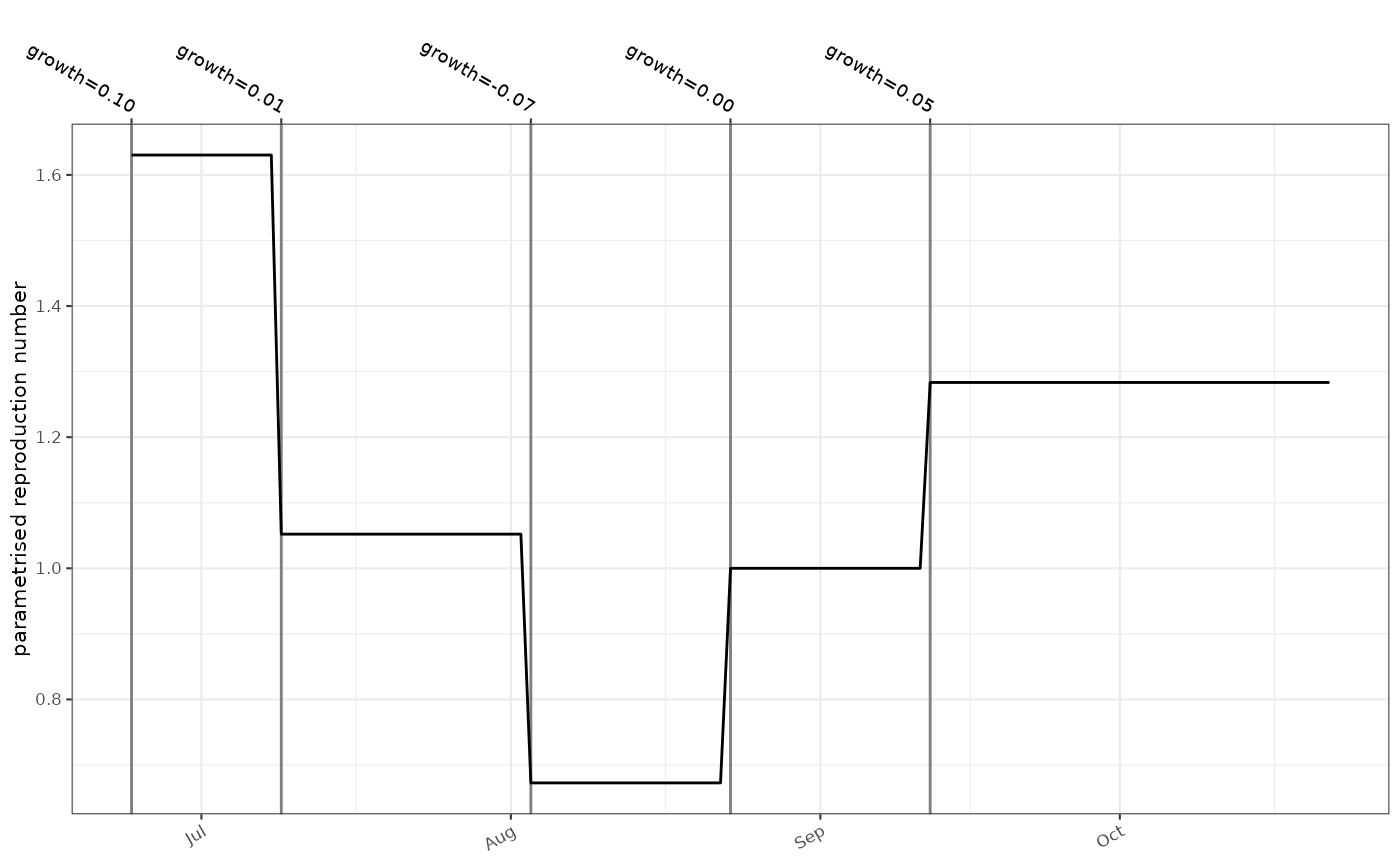 growth=0.10
growth=0.01
growth=-0.07
growth=0.00
growth=0.05
parametrised reproduction number
1.6
1.4
1.2
1.0
0.8
Jul
Aug
Sep
Oct